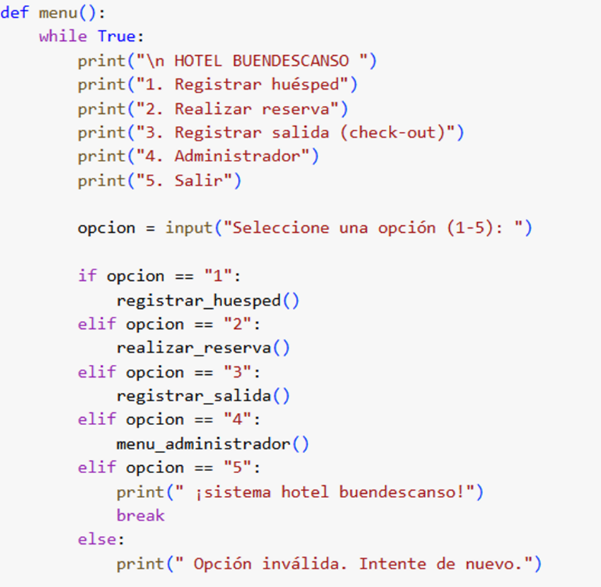 def menu():
    while True:
        print("\n HOTEL BUENDESCANSO ")
        print("1. Registrar huésped")
        print("2. Realizar reserva")
        print("3. Registrar salida (check-out)")
        print("4. Administrador")
        print("5. Salir")

        opcion = input("Seleccione una opción (1-5): ")

        if opcion == "1":
            registrar_huesped()
        elif opcion == "2":
            realizar_reserva()
        elif opcion == "3":
            registrar_salida()
        elif opcion == "4":
            menu_administrador()
        elif opcion == "5":
            print(" ¡sistema hotel buendescanso!")
            break
        else:
            print(" Opción inválida. Intente de nuevo.")